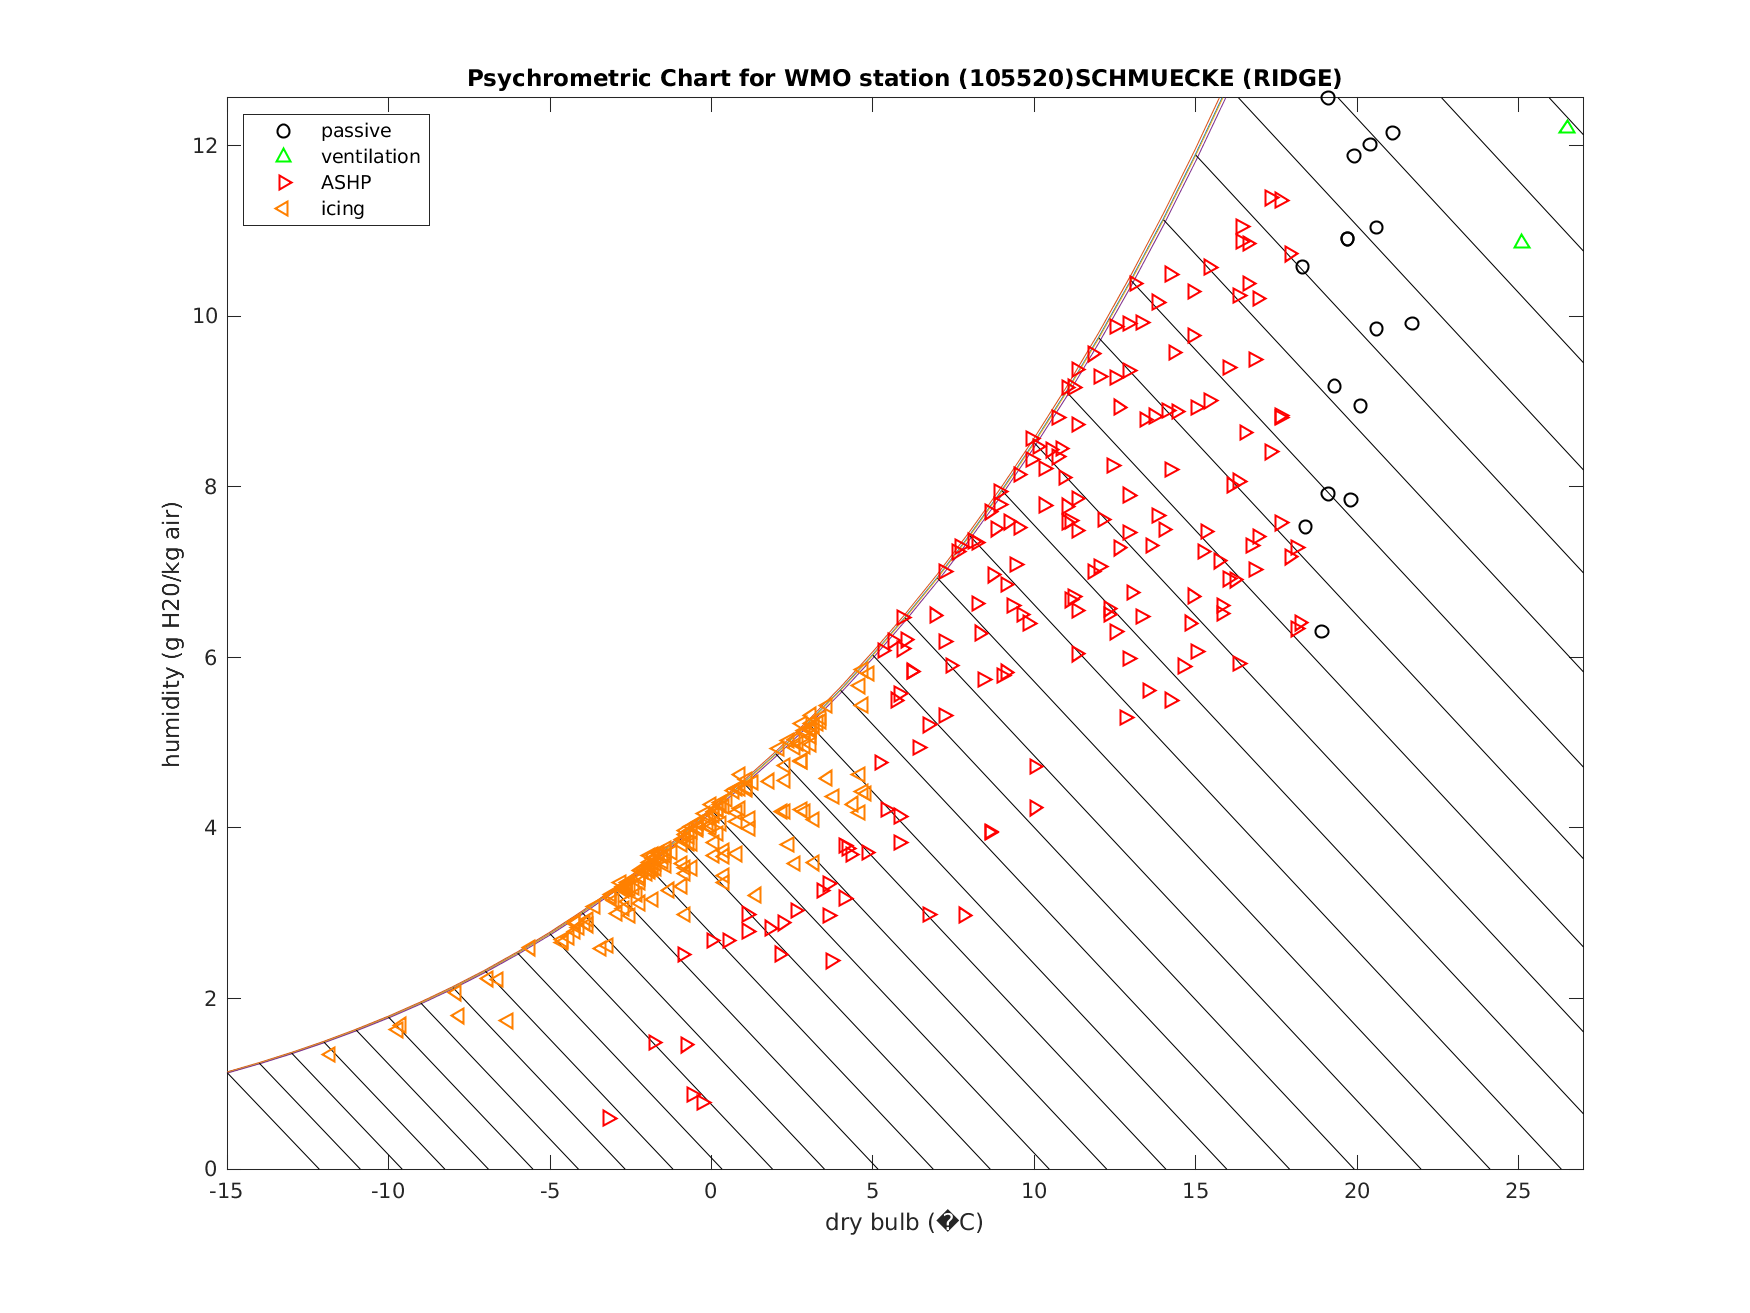 Psychrometric Chart for WMO station (105520)SCHMUECKE (RIDGE)
passive
ventilation
ASHP
icing
humidity (g H20/kg air)
12
10
8
6
4
2
0
-15 -10 -5 0 5 10 15 20 25
dry bulb (�C)